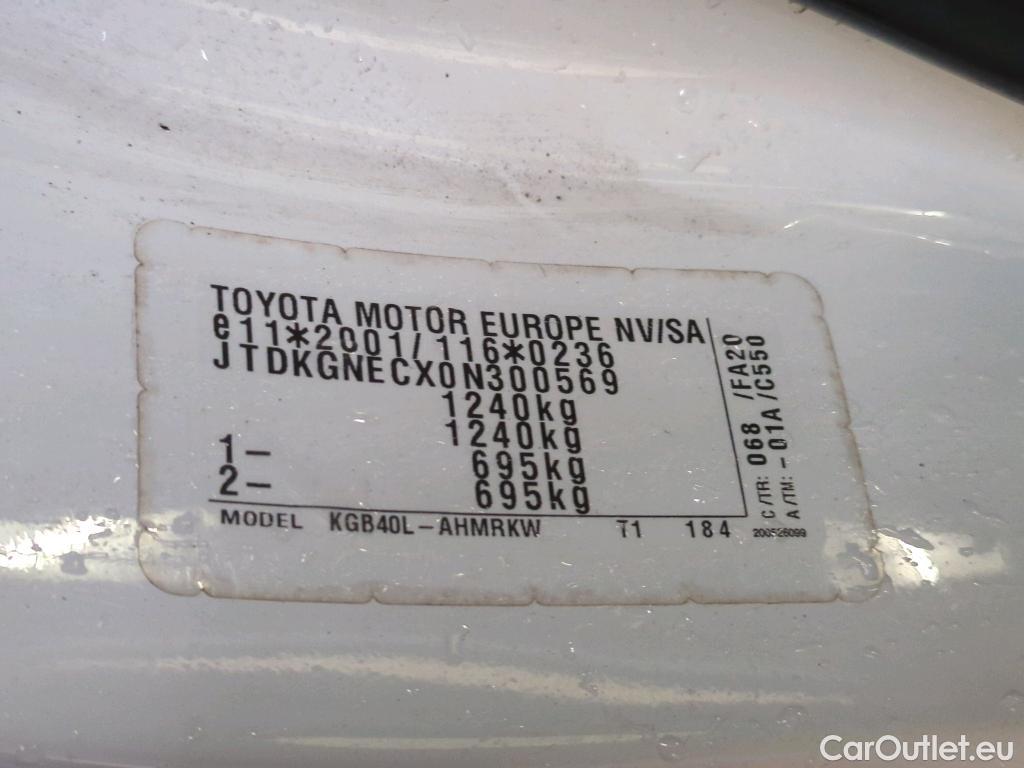 TOYOTA MOTOR EUROPE NV/SA
e11*2001/116*0236
JTDKGNECX0N300569
1240kg
1240kg
1- 695kg
2- 695kg
MODEL KGB40L-AHMRKW T1 184
C/TR: 068 /FA20
A/TM: -01A /C550
200526099
CarOutlet.eu